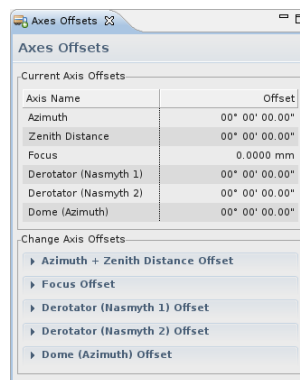 Axes Offsets
Axes Offsets
Current Axis Offsets
Axis Name Offset
Azimuth 00° 00' 00.00"
Zenith Distance 00° 00' 00.00"
Focus 0.0000 mm
Derotator (Nasmyth 1) 00° 00' 00.00"
Derotator (Nasmyth 2) 00° 00' 00.00"
Dome (Azimuth) 00° 00' 00.00"
Change Axis Offsets
Azimuth + Zenith Distance Offset
Focus Offset
Derotator (Nasmyth 1) Offset
Derotator (Nasmyth 2) Offset
Dome (Azimuth) Offset